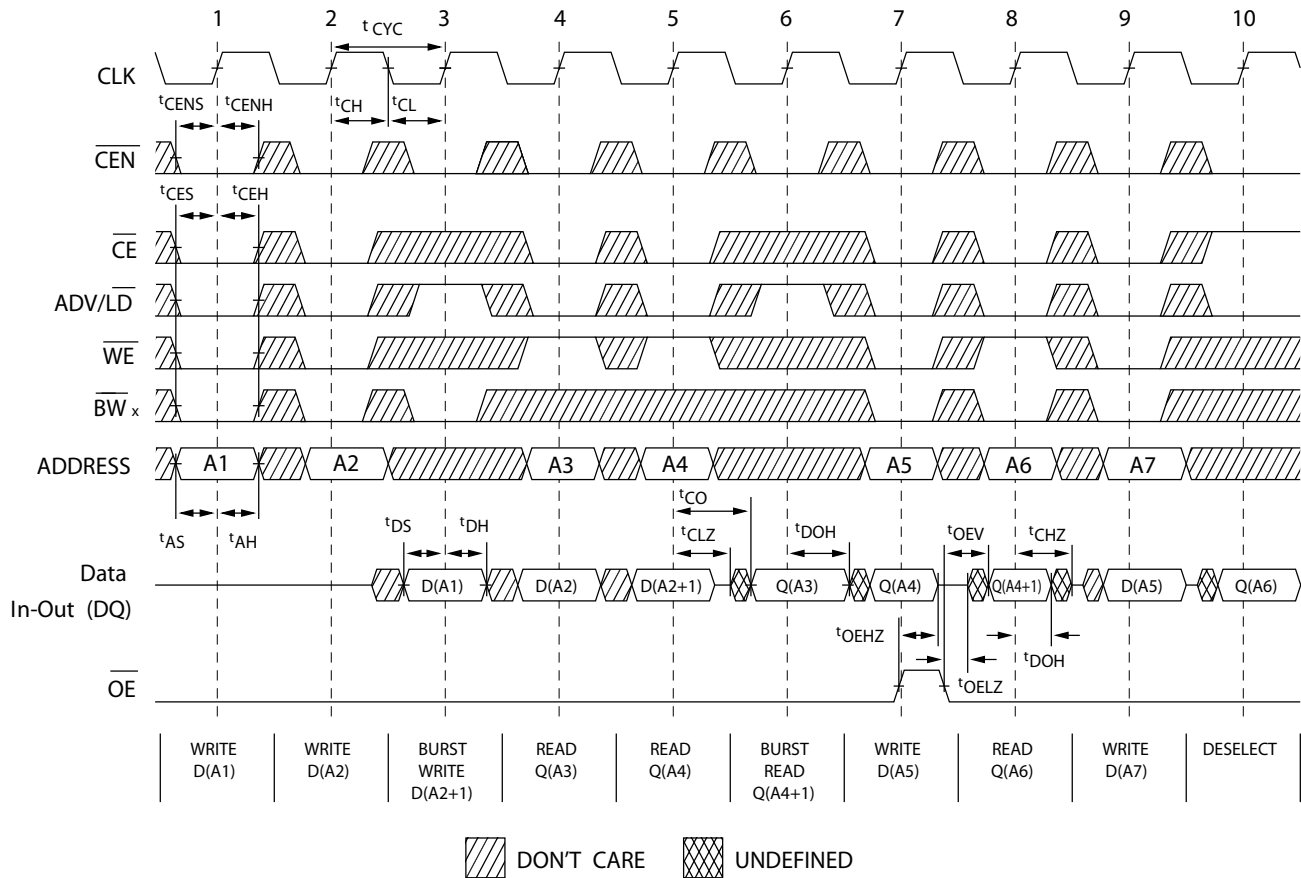 1 2 3 4 5 6 7 8 9 10
t CYC
CLK
tCENS tCENH tCH tCL
CEN
tCES tCEH
CE
ADV/LD
WE
BW x
ADDRESS A1 A2 A3 A4 A5 A6 A7
tCO
tAS tAH tDS tDH tCLZ tDOH tOEV tCHZ
Data
In-Out (DQ)
D(A1) D(A2) D(A2+1) Q(A3) Q(A4) Q(A4+1) D(A5) Q(A6)
tOEHZ tDOH
tOELZ
OE
WRITE
D(A1)
WRITE
D(A2)
BURST
WRITE
D(A2+1)
READ
Q(A3)
READ
Q(A4)
BURST
READ
Q(A4+1)
WRITE
D(A5)
READ
Q(A6)
WRITE
D(A7)
DESELECT
DON'T CARE
UNDEFINED